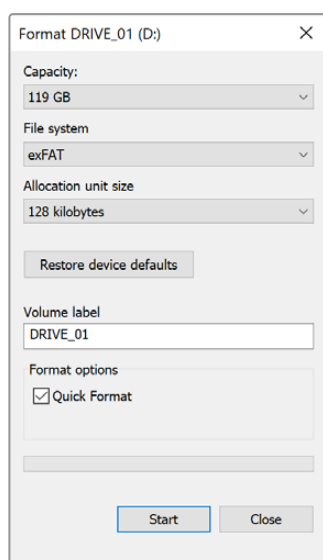 Format DRIVE_01 (D:)
Capacity:
119 GB
File system
exFAT
Allocation unit size
128 kilobytes
Restore device defaults
Volume label
DRIVE_01
Format options
Quick Format
Start
Close